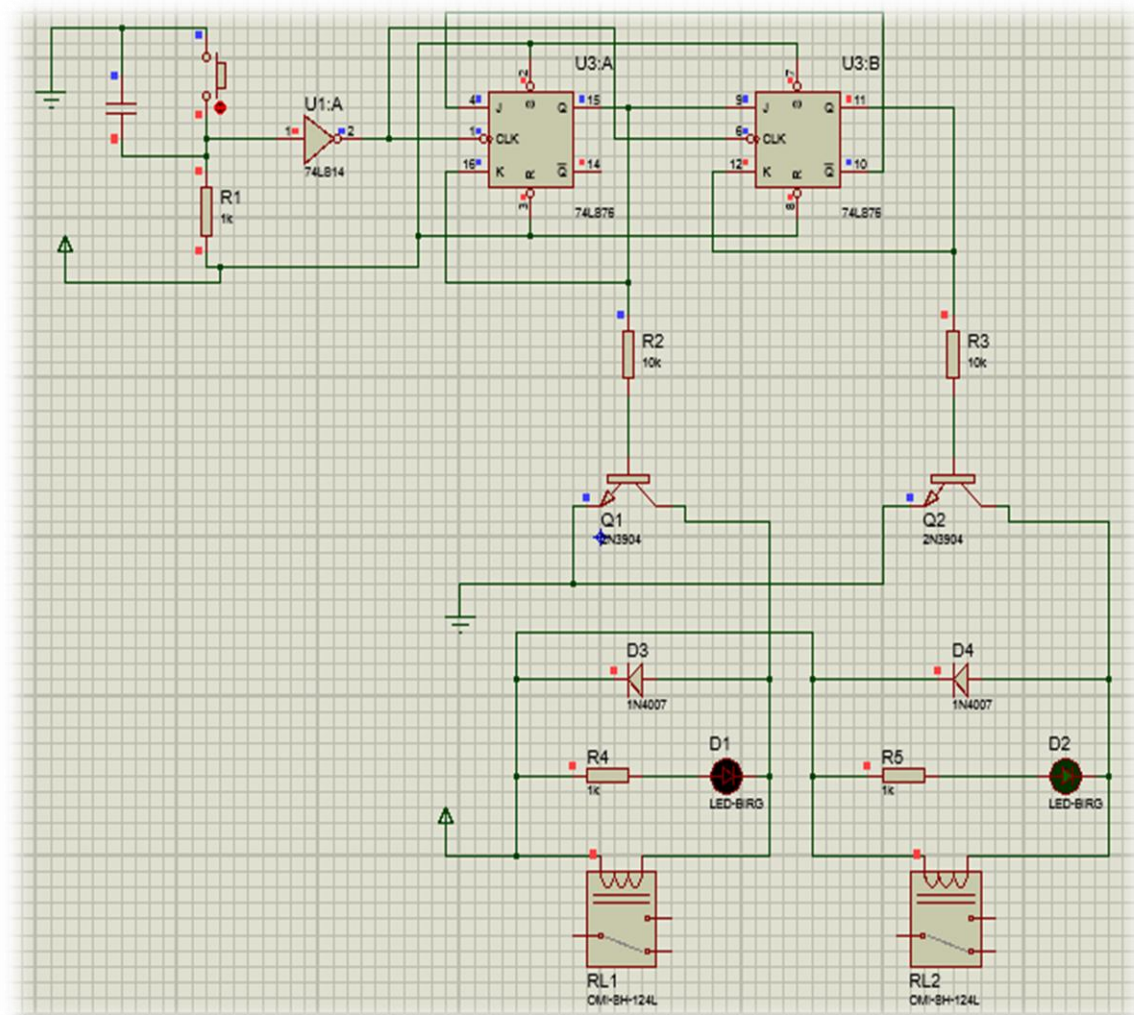 U3:A
U3:B
U1:A
1
2
74LS14
R1
1k
2
S
4
J
Q
15
1
CLK
16
K
Q
14
R
3
74LS76
7
S
9
J
Q
11
6
CLK
12
K
Q
10
R
8
74LS76
R2
10k
R3
10k
Q1
2N3904
Q2
2N3904
D3
1N4007
D4
1N4007
R4
1k
D1
LED-BIRG
R5
1k
D2
LED-BIRG
RL1
OMI-SH-124L
RL2
OMI-SH-124L